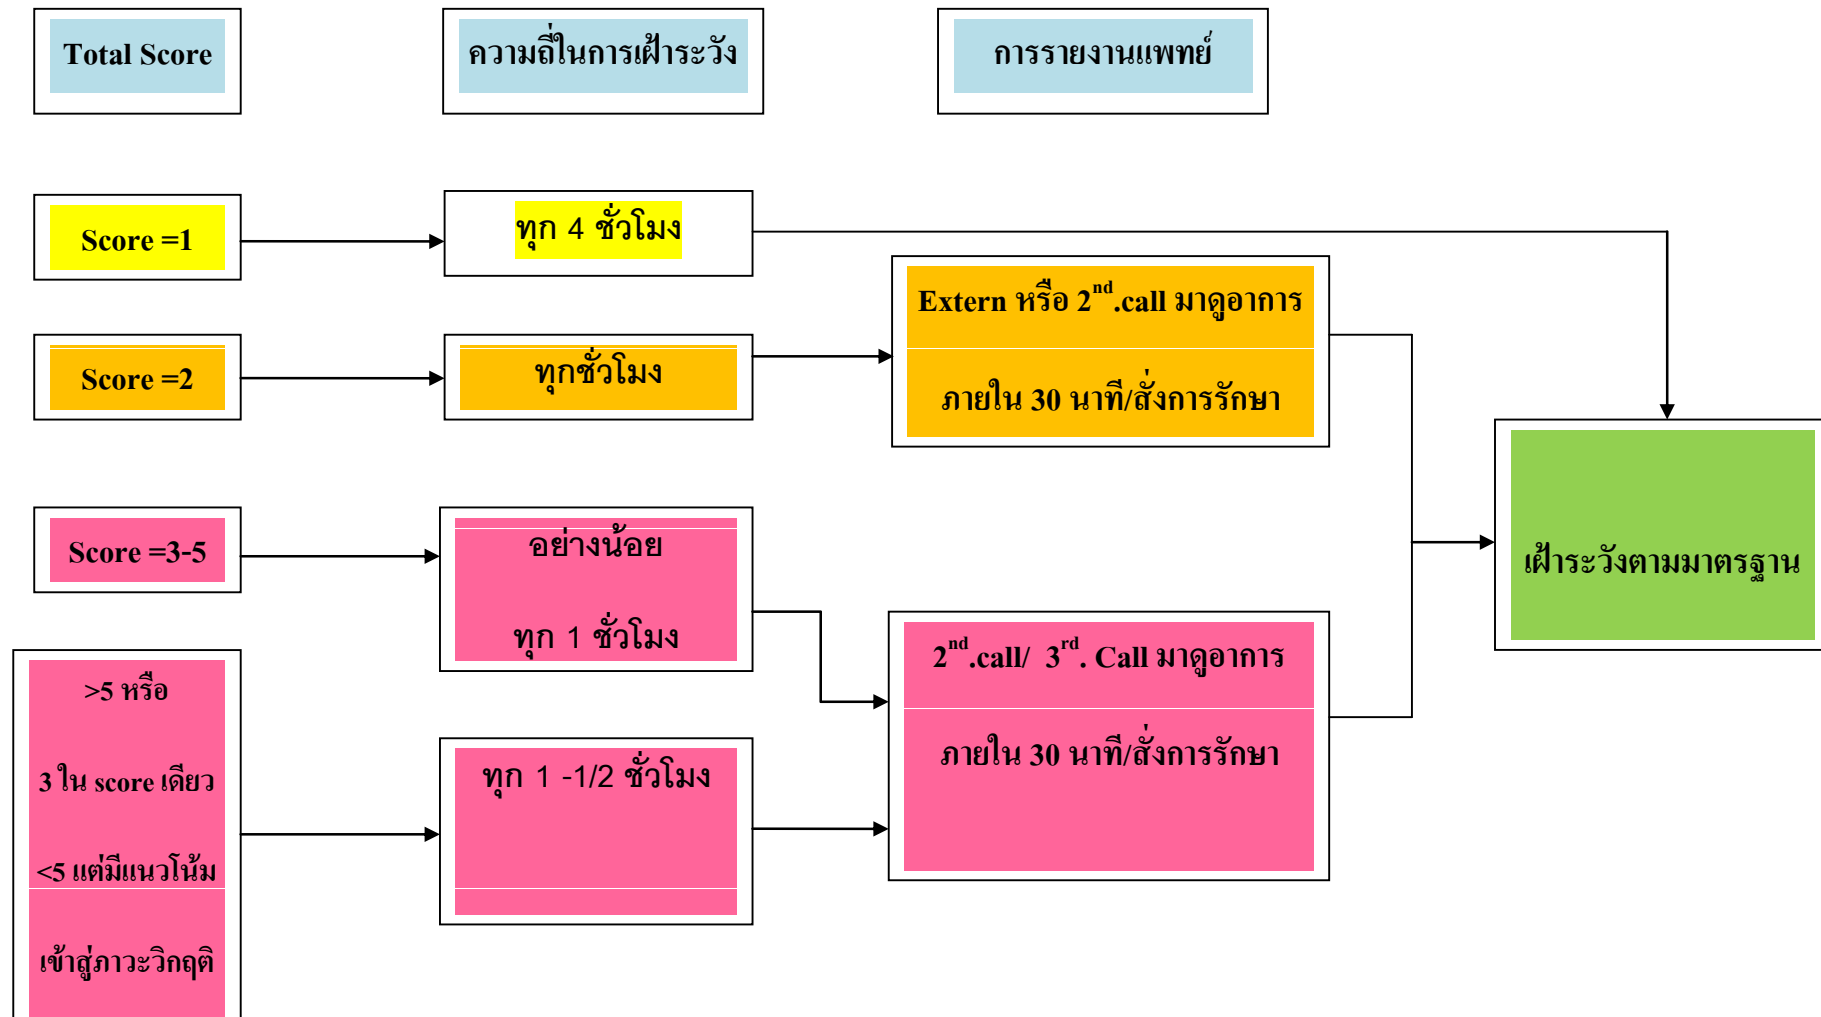 Total Score
ความถี่ในการเฝ้าระวัง
การรายงานแพทย์
Score =1
ทุก 4 ชั่วโมง
Extern หรือ 2nd.call มาดูอาการ
ภายใน 30 นาที/สั่งการรักษา
Score =2
ทุกชั่วโมง
Score =3-5
อย่างน้อย
ทุก 1 ชั่วโมง
2nd.call/ 3rd. Call มาดูอาการ
ภายใน 30 นาที/สั่งการรักษา
เฝ้าระวังตามมาตรฐาน
>5 หรือ
3 ใน score เดียว
<5 แต่มีแนวโน้ม
เข้าสู่ภาวะวิกฤติ
ทุก 1 -1/2 ชั่วโมง